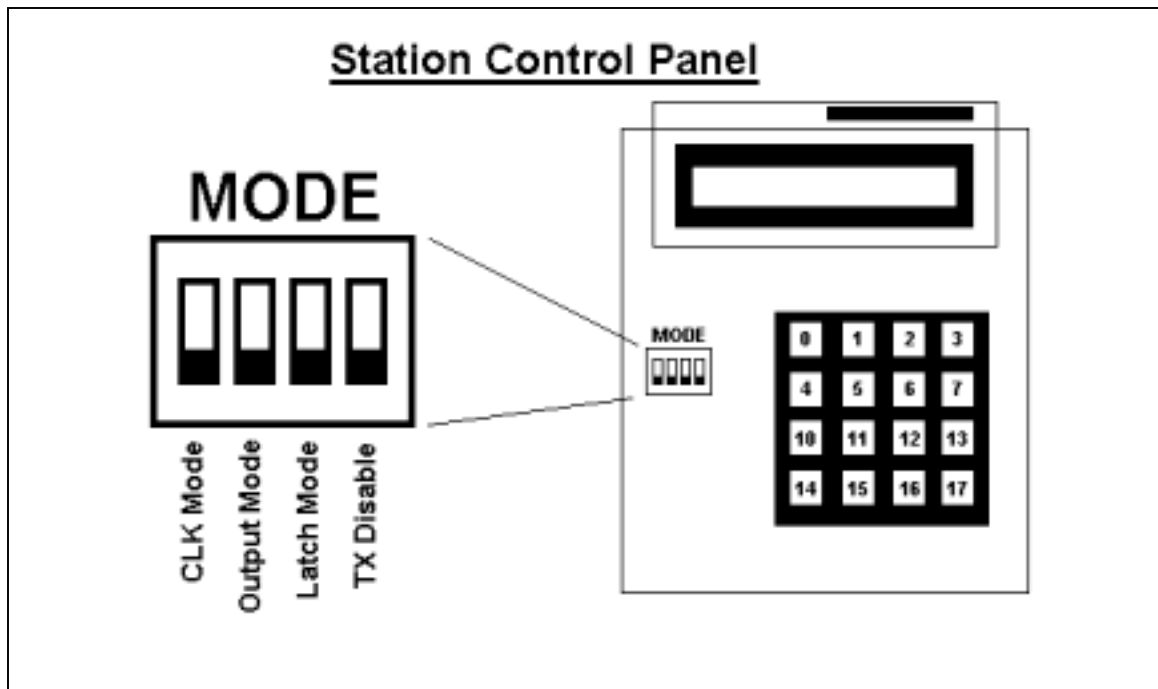 Station Control Panel
MODE
CLK Mode
Output Mode
Latch Mode
TX Disable
MODE
0 1 2 3
4 5 6 7
10 11 12 13
14 15 16 17